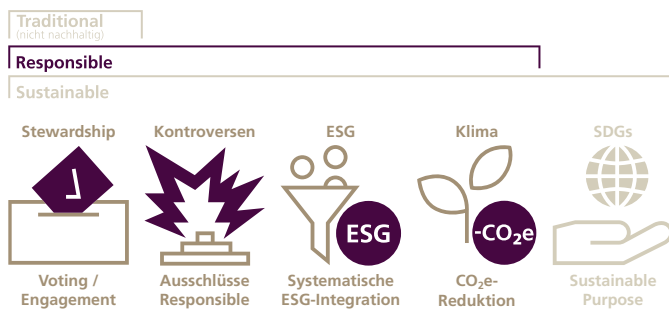 Traditional
(nicht nachhaltig)
Responsible
Sustainable
Stewardship
Kontroversen
ESG
Klima
SDGs
ESG
-CO₂e
Voting /
Engagement
Ausschlüsse
Responsible
Systematische
ESG-Integration
CO₂e-
Reduktion
Sustainable
Purpose